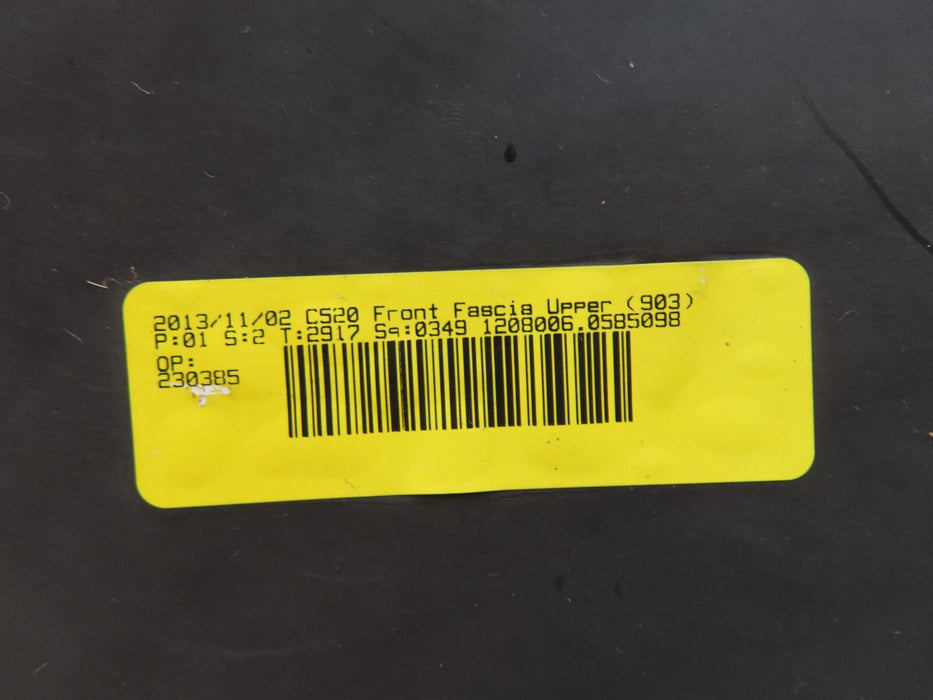 2013/11/02 C520 Front Fascia Upper (903)
P:01 S:2 T:2917 Sq:0349 1208006.0585098
OP:
230385